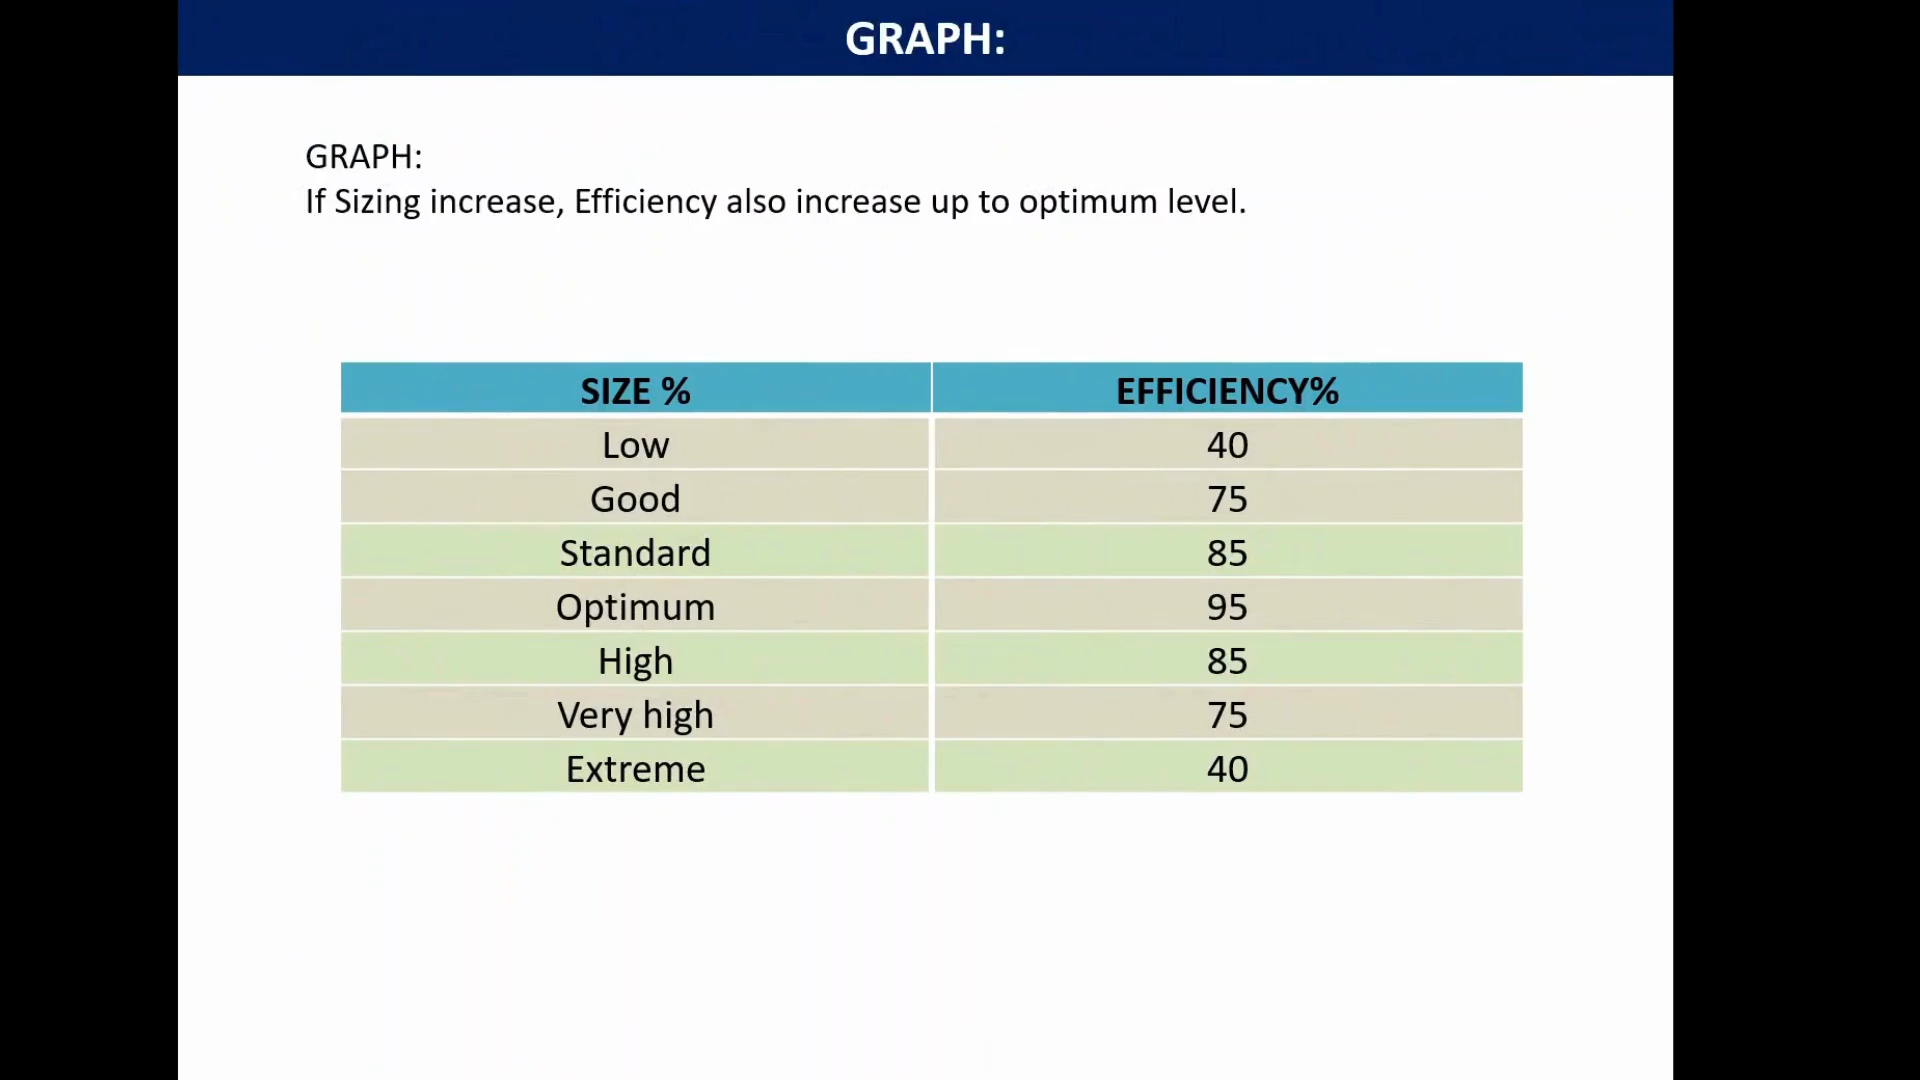 GRAPH:
GRAPH:
If Sizing increase, Efficiency also increase up to optimum level.
SIZE % EFFICIENCY%
Low 40
Good 75
Standard 85
Optimum 95
High 85
Very high 75
Extreme 40